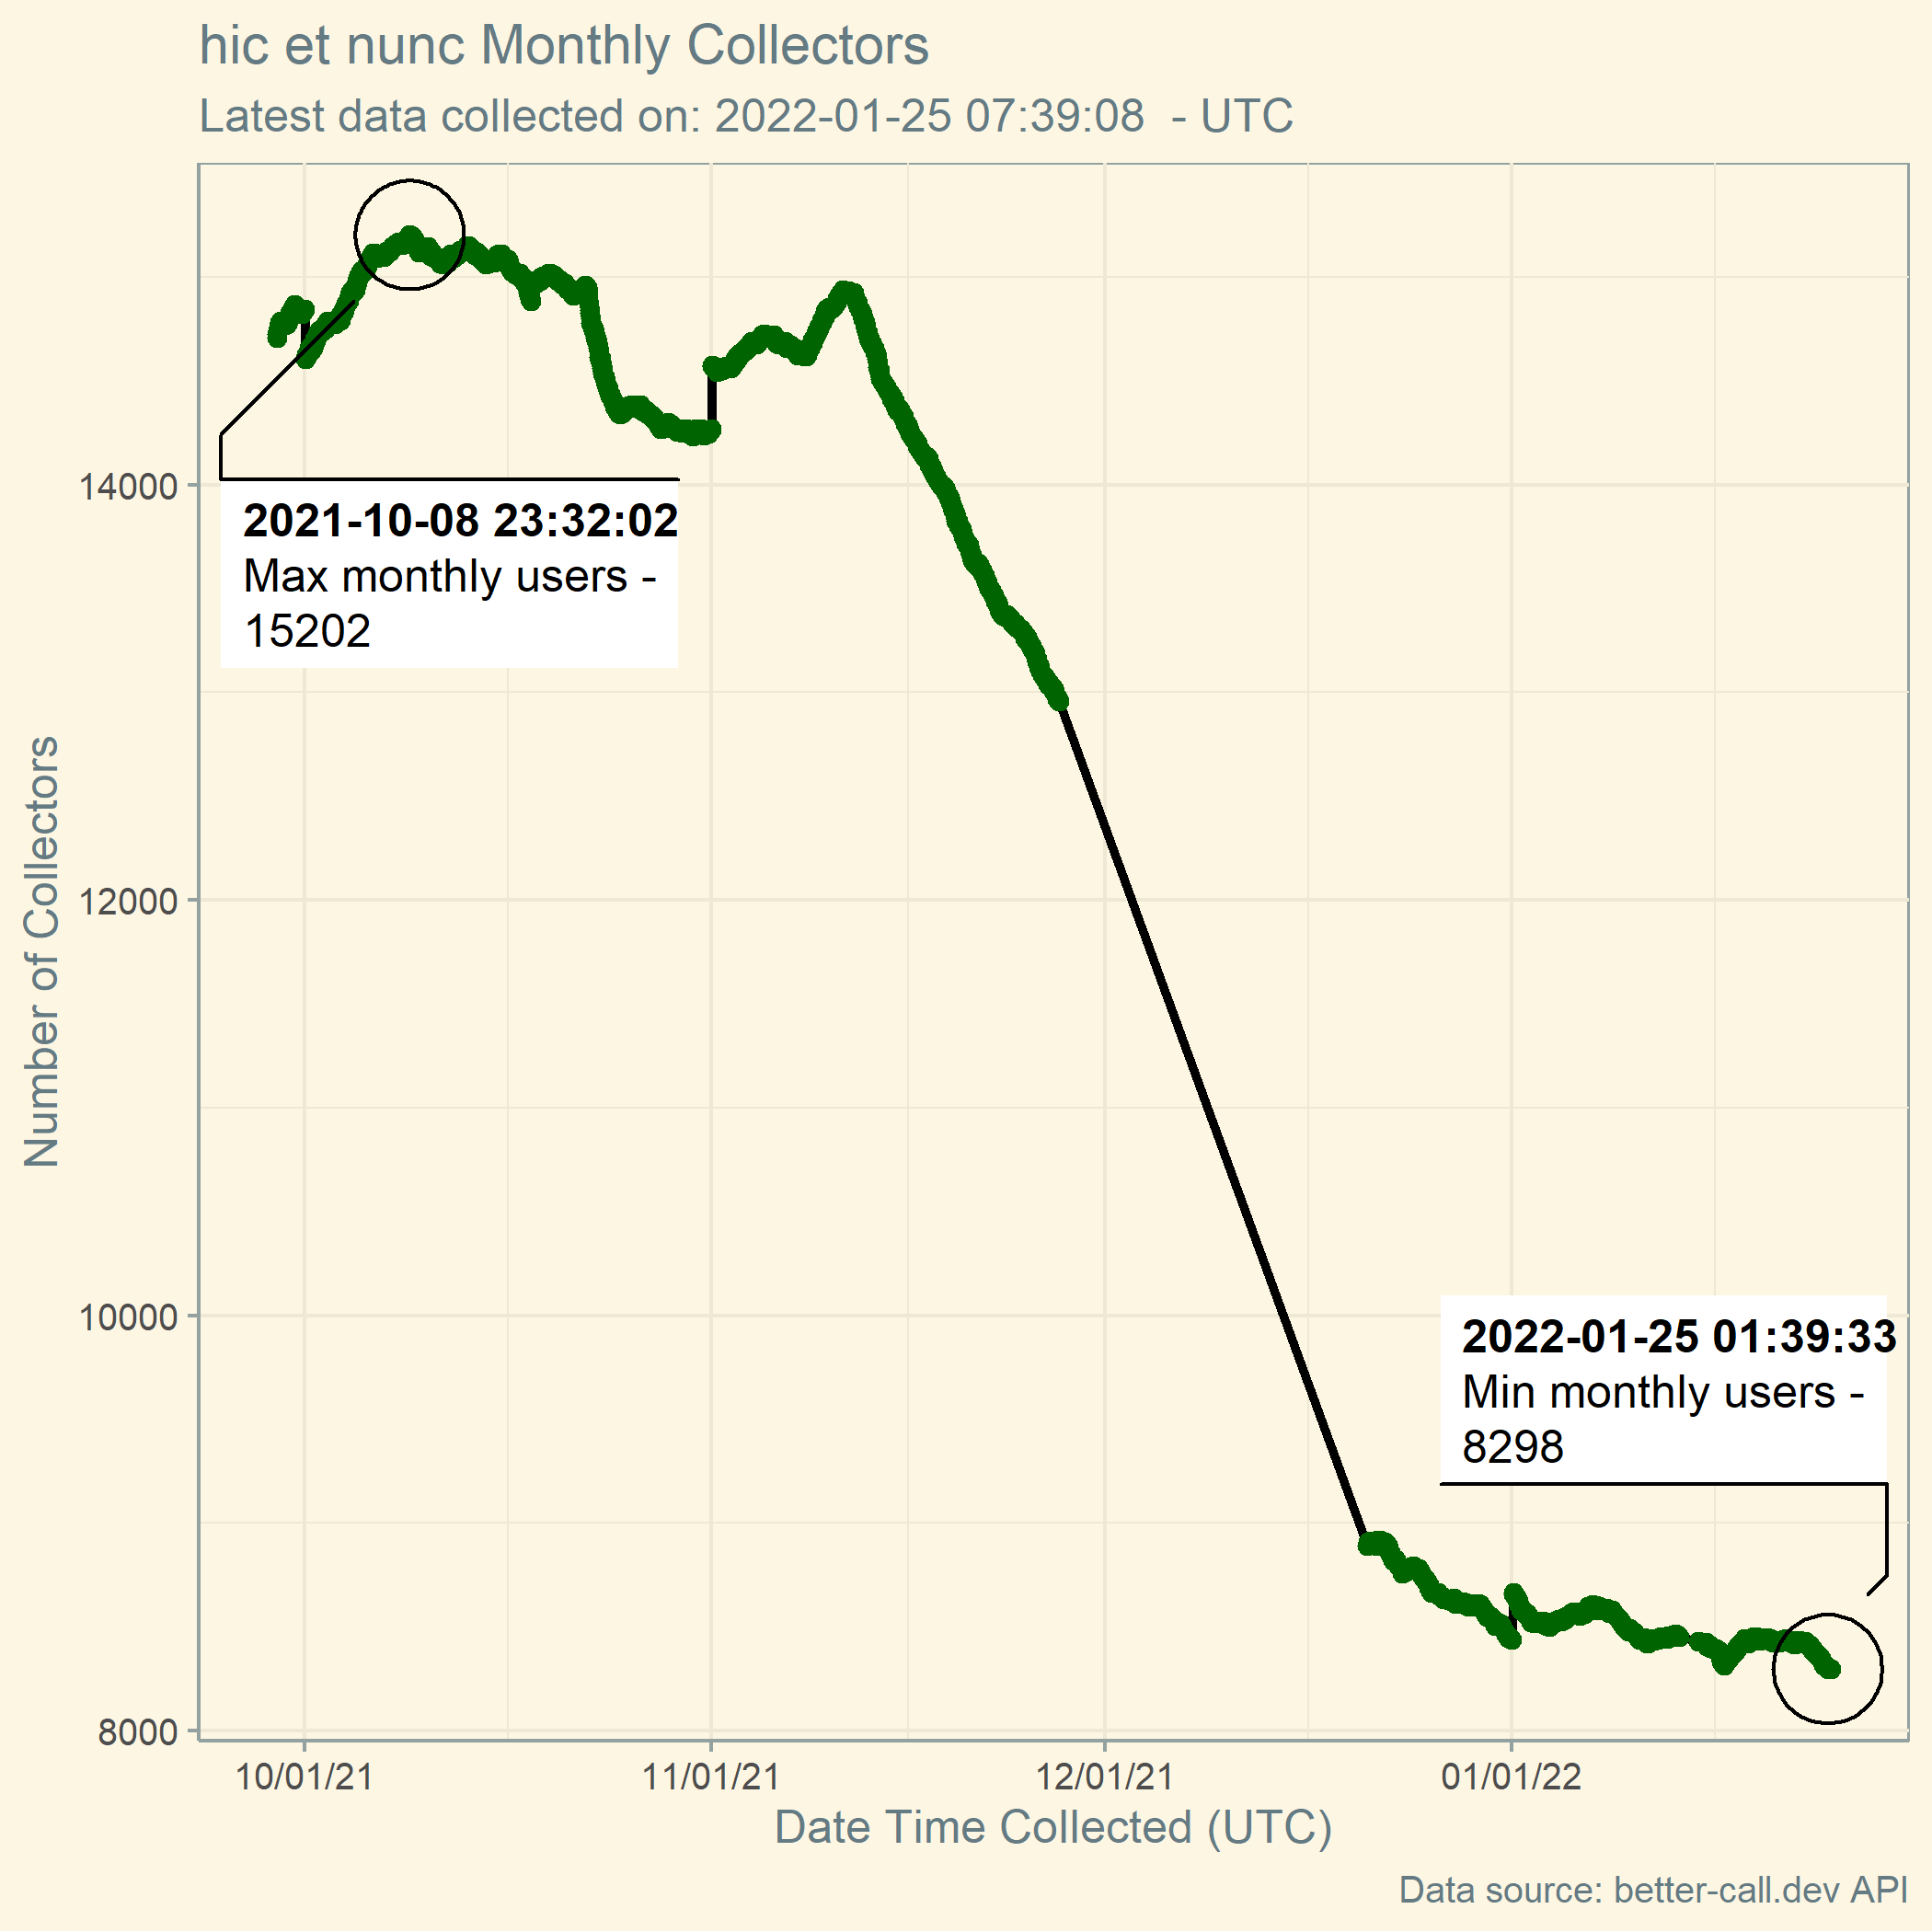 hic et nunc Monthly Collectors
Latest data collected on: 2022-01-25 07:39:08  - UTC
Number of Collectors
14000
12000
10000
8000
2021-10-08 23:32:02
Max monthly users -
15202
2022-01-25 01:39:33
Min monthly users -
8298
10/01/21
11/01/21
12/01/21
01/01/22
Date Time Collected (UTC)
Data source: better-call.dev API